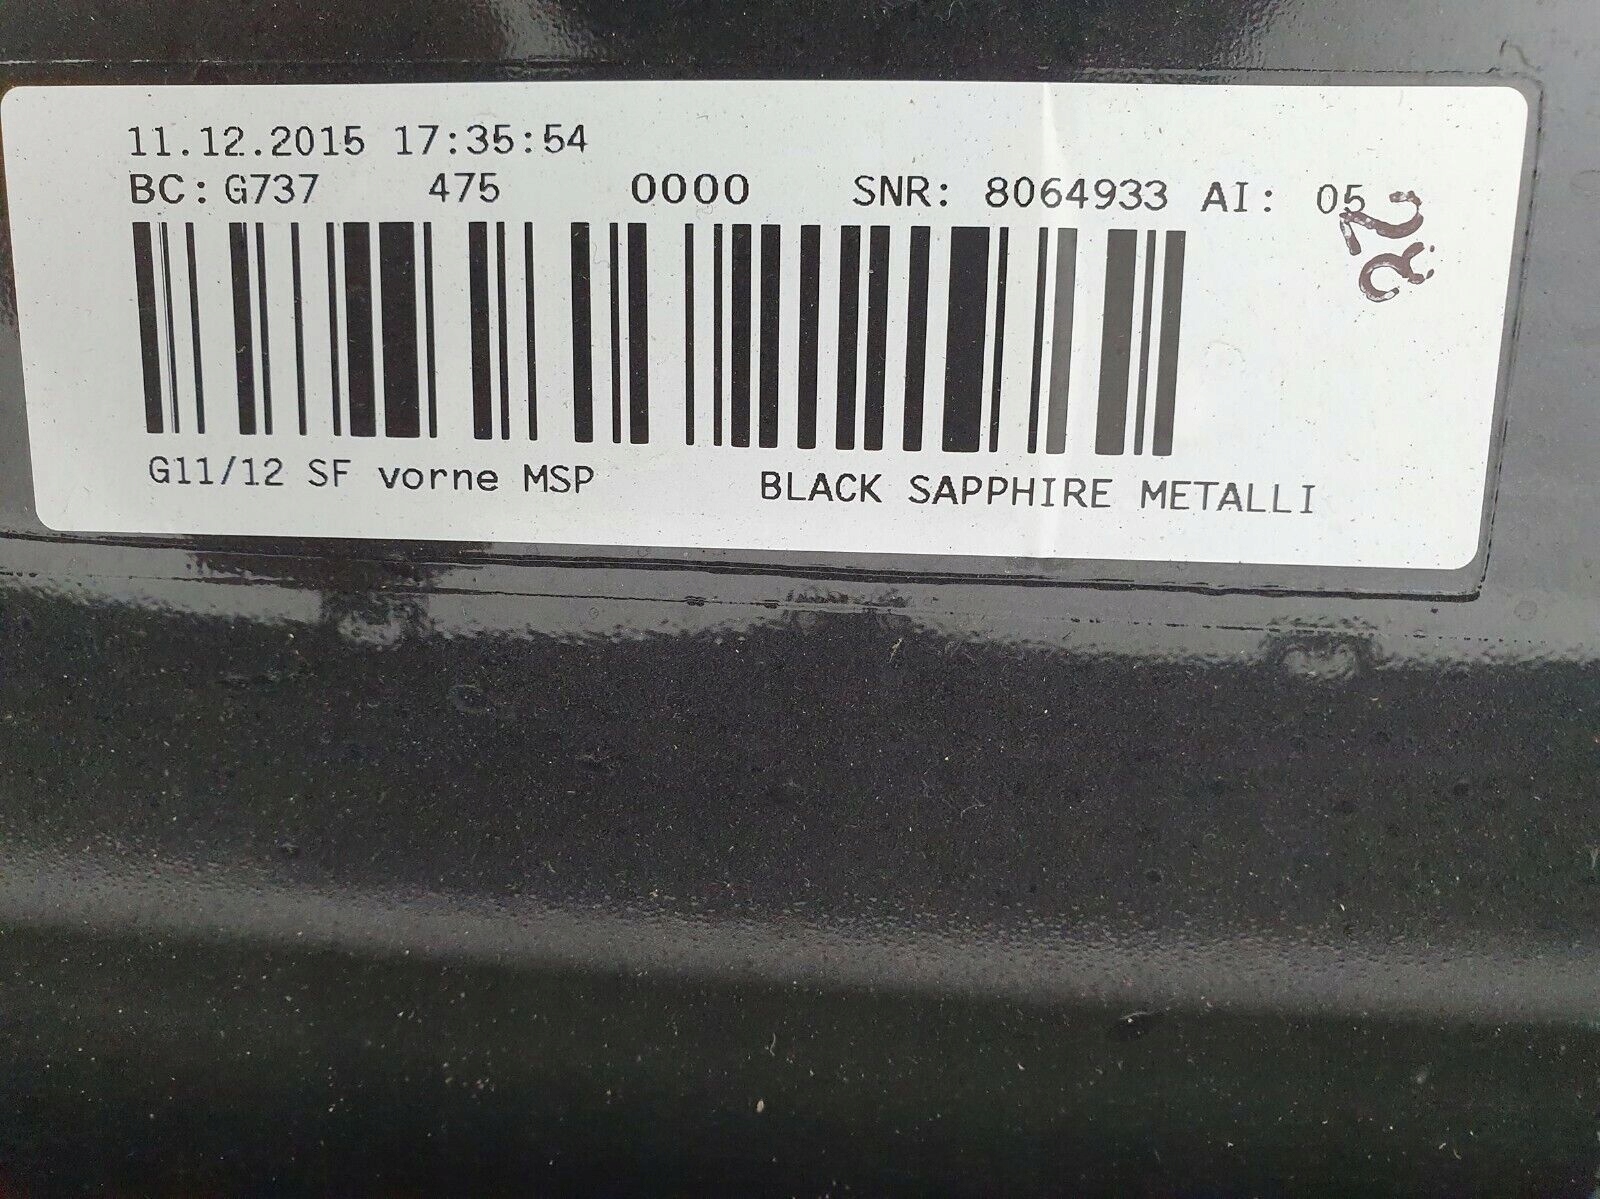 11.12.2015 17:35:54
BC: G737 475 0000 SNR: 8064933 AI: 05
G11/12 SF vorne MSP BLACK SAPPHIRE METALLI